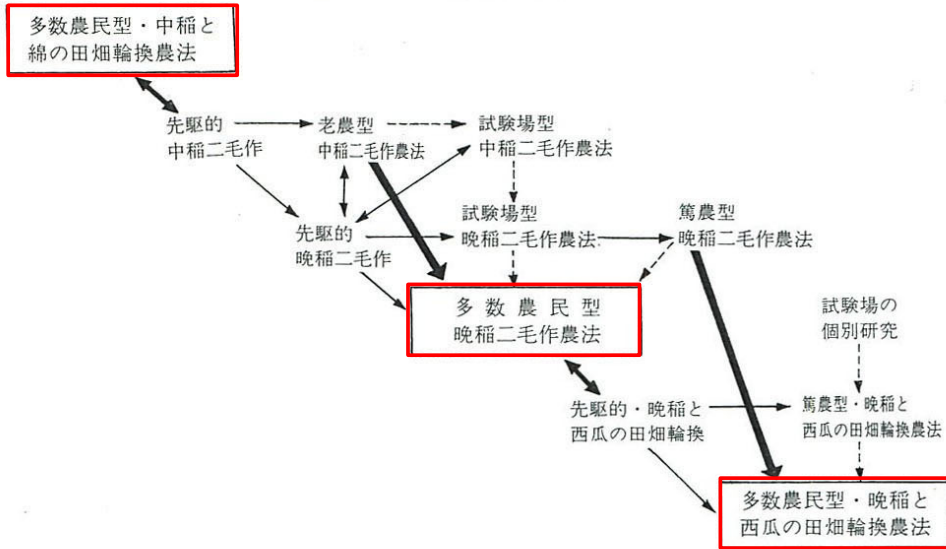 多数農民型・中稲と
綿の田畑輪換農法
先駆的
中稲二毛作
老農型
中稲二毛作農法
試験場型
中稲二毛作農法
先駆的
晩稲二毛作
試験場型
晩稲二毛作農法
篤農型
晩稲二毛作農法
多数農民型
晩稲二毛作農法
試験場の
個別研究
先駆的・晩稲と
西瓜の田畑輪換
篤農型・晩稲と
西瓜の田畑輪換農法
多数農民型・晩稲と
西瓜の田畑輪換農法